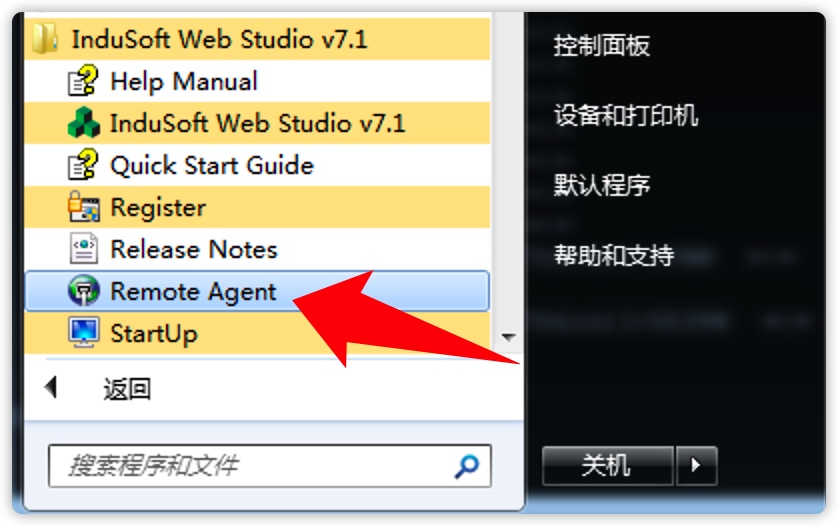 InduSoft Web Studio v7.1
Help Manual
InduSoft Web Studio v7.1
Quick Start Guide
Register
Release Notes
Remote Agent
StartUp
返回
搜索程序和文件
控制面板
设备和打印机
默认程序
帮助和支持
关机